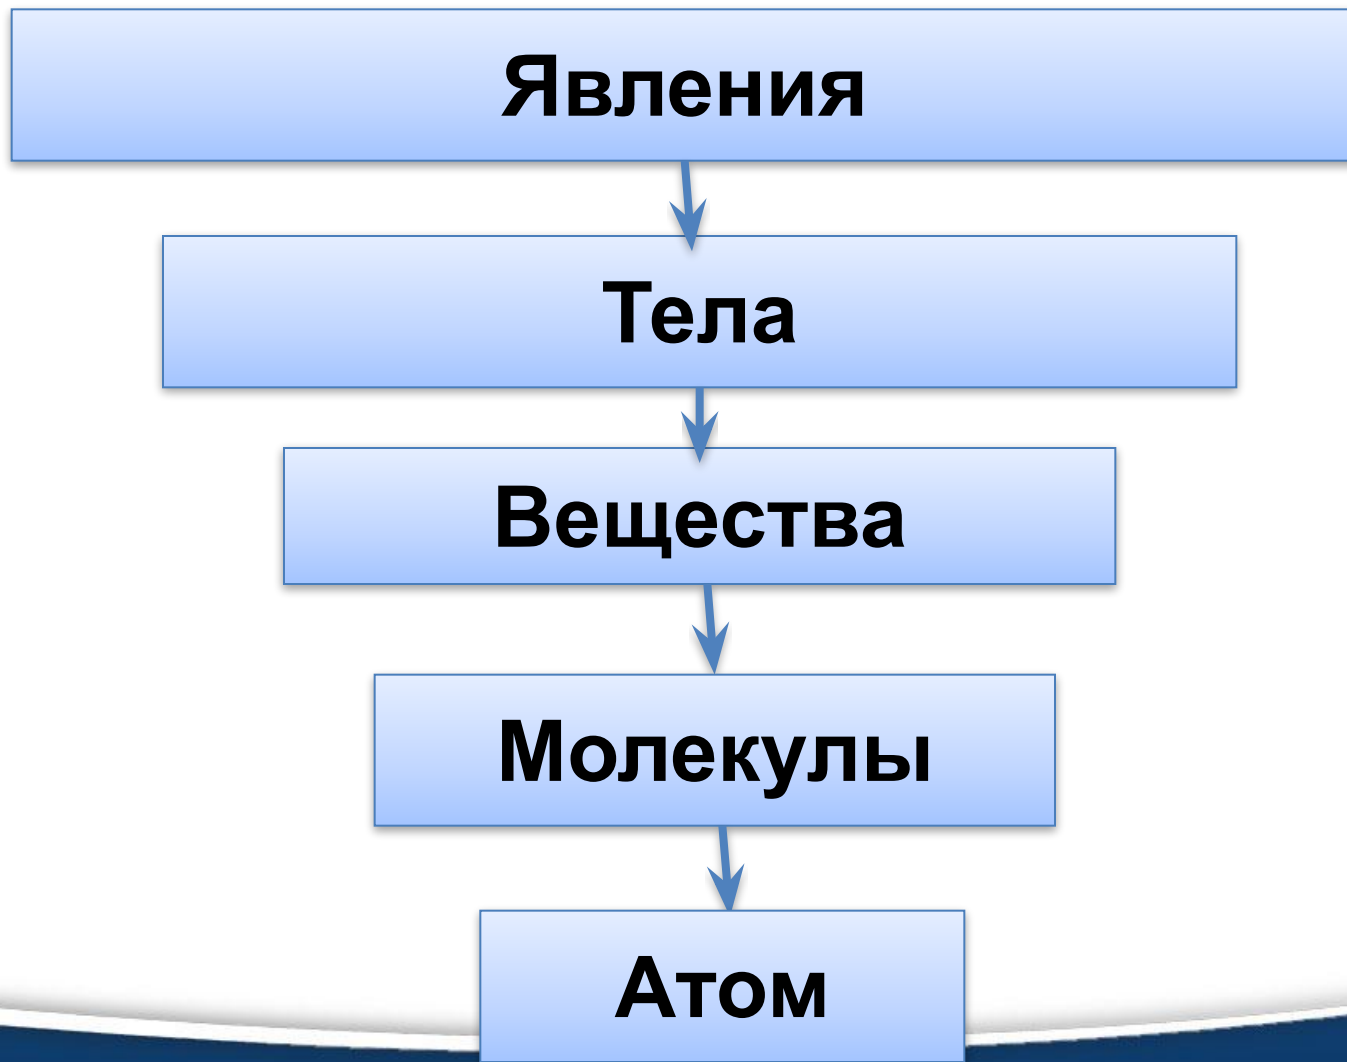 Явления
Тела
Вещества
Молекулы
Атом